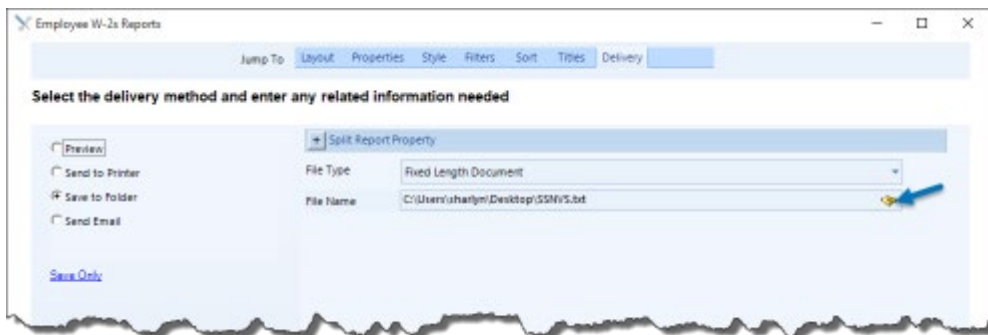 Employee W-2s Reports
Jump To Layout Properties Style Filters Sort Titles Delivery
Select the delivery method and enter any related information needed
Preview
Send to Printer
Save to Folder
Send Email
Save Only
+ Split Report Property
File Type Fixed Length Document
File Name C:\Users\sharlyn\Desktop\SSNVS.txt